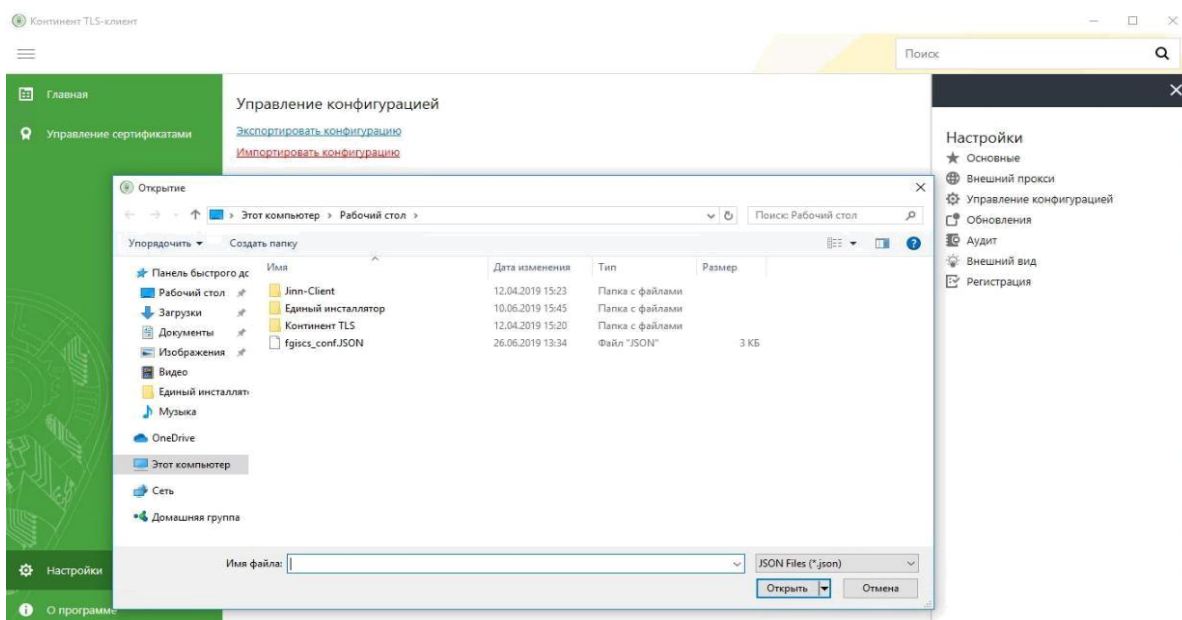 Континент TLS-клиент
Поиск
Главная
Управление сертификатами
Управление конфигурацией
Экспортировать конфигурацию
Импортировать конфигурацию
Настройки
Основные
Внешний прокси
Управление конфигурацией
Обновления
Аудит
Внешний вид
Регистрация
Открытие
Этот компьютер > Рабочий стол >
Поиск: Рабочий стол
Упорядочить Создать папку
Имя Дата изменения Тип Размер
Jinn-Client 12.04.2019 15:23 Папка с файлами
Единый инсталлятор 10.06.2019 15:45 Папка с файлами
Континент TLS 12.04.2019 15:20 Папка с файлами
fgiscs_conf.JSON 26.06.2019 13:34 Файл "JSON" 3 КБ
Панель быстрого дс
Рабочий стол
Загрузки
Документы
Изображения
Видео
Единый инсталлят
Музыка
OneDrive
Этот компьютер
Сеть
Домашняя группа
Имя файла: JSON Files (*.json)
Открыть Отмена
Настройки
О программе